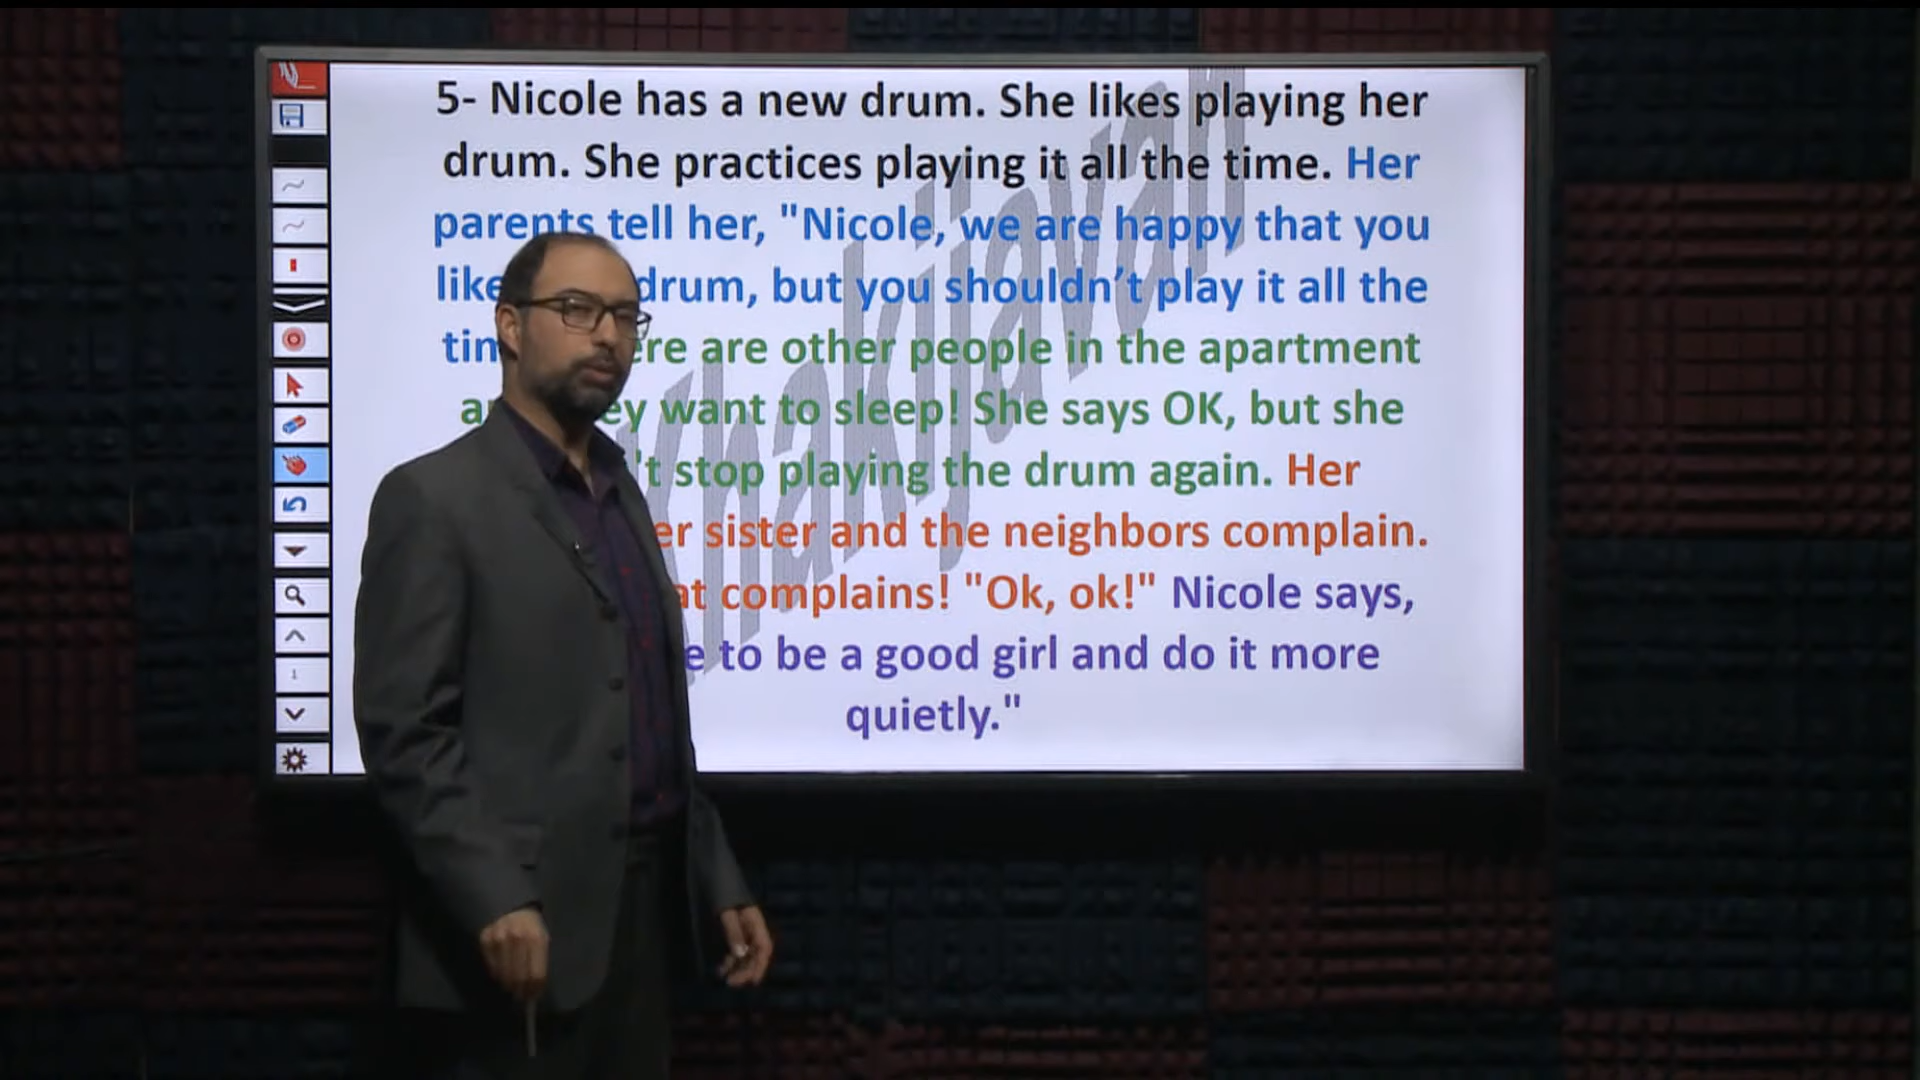 5- Nicole has a new drum. She likes playing her
drum. She practices playing it all the time. Her
parents tell her, "Nicole, we are happy that you
like drum, but you shouldn't play it all the
are other people in the apartment
want to sleep! She says OK, but she
stop playing the drum again. Her
sister and the neighbors complain.
complains! "Ok, ok!" Nicole says,
to be a good girl and do it more
quietly."
Khakijavan
1